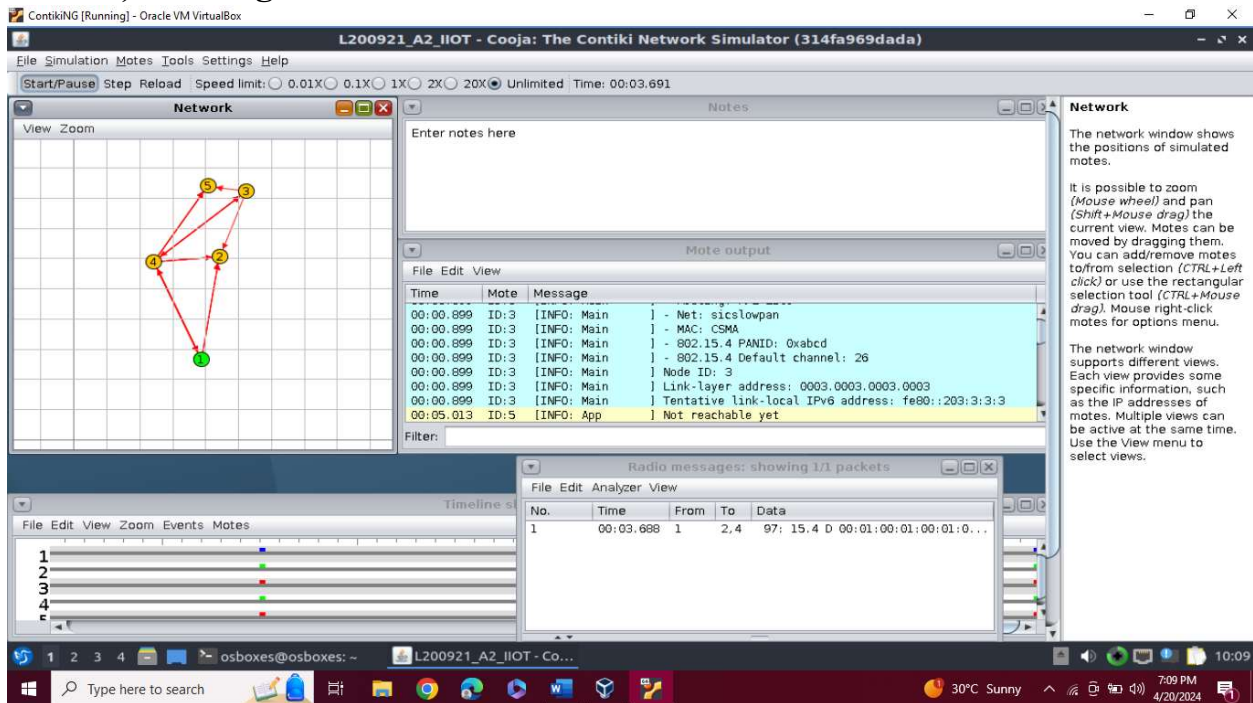 ContikiNG [Running] - Oracle VM VirtualBox
L200921_A2_IIOT - Cooja: The Contiki Network Simulator (314fa969dada)
File Simulation Motes Tools Settings Help
Start/Pause Step Reload Speed limit: 0.01X 0.1X 1X 2X 20X Unlimited Time: 00:03.691
Network
View Zoom
5
3
4
2
1
Notes
Enter notes here
Mote output
File Edit View
Time Mote Message
00:00.899 ID:3 [INFO: Main ] - Net: sicslowpan
00:00.899 ID:3 [INFO: Main ] - MAC: CSMA
00:00.899 ID:3 [INFO: Main ] - 802.15.4 PANID: 0xabcd
00:00.899 ID:3 [INFO: Main ] - 802.15.4 Default channel: 26
00:00.899 ID:3 [INFO: Main ] Node ID: 3
00:00.899 ID:3 [INFO: Main ] Link-layer address: 0003.0003.0003.0003
00:00.899 ID:3 [INFO: Main ] Tentative link-local IPv6 address: fe80::203:3:3:3
00:05.013 ID:5 [INFO: App ] Not reachable yet
Filter:
Network
The network window shows
the positions of simulated
motes.
It is possible to zoom
(Mouse wheel) and pan
(Shift+Mouse drag) the
current view. Motes can be
moved by dragging them.
You can add/remove motes
to/from selection (CTRL+Left
click) or use the rectangular
selection tool (CTRL+Mouse
drag). Mouse right-click
motes for options menu.
The network window
supports different views.
Each view provides some
specific information, such
as the IP addresses of
motes. Multiple views can
be active at the same time.
Use the View menu to
select views.
Radio messages: showing 1/1 packets
File Edit Analyzer View
No. Time From To Data
1 00:03.688 1 2,4 97: 15.4 D 00:01:00:01:00:01:0...
Timeline
File Edit View Zoom Events Motes
1
2
3
4
1 2 3 4 osboxes@osboxes: ~ L200921_A2_IIOT - Co... 10:09
Type here to search 30°C Sunny 7:09 PM
4/20/2024